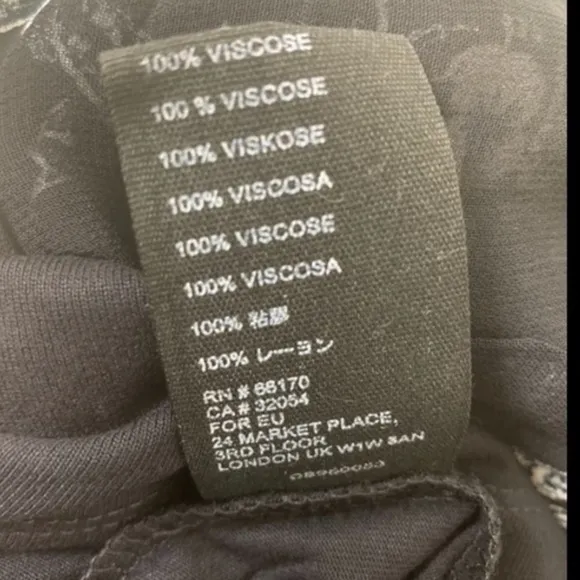 100% VISCOSE
100 % VISCOSE
100% VISKOSE
100% VISCOSA
100% VISCOSE
100% VISCOSA
100% 粘膠
100% レーヨン
RN # 66170
CA # 32054
FOR EU
24 MARKET PLACE,
3RD FLOOR
LONDON UK W1W 8AN